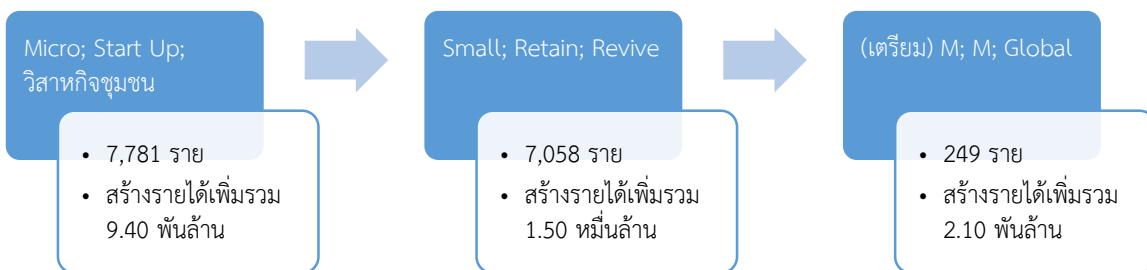 Micro; Start Up;
วิสาหกิจชุมชน
• 7,781 ราย
• สร้างรายได้เพิ่มรวม
9.40 พันล้าน
Small; Retain; Revive
• 7,058 ราย
• สร้างรายได้เพิ่มรวม
1.50 หมื่นล้าน
(เตรียม) M; M; Global
• 249 ราย
• สร้างรายได้เพิ่มรวม
2.10 พันล้าน